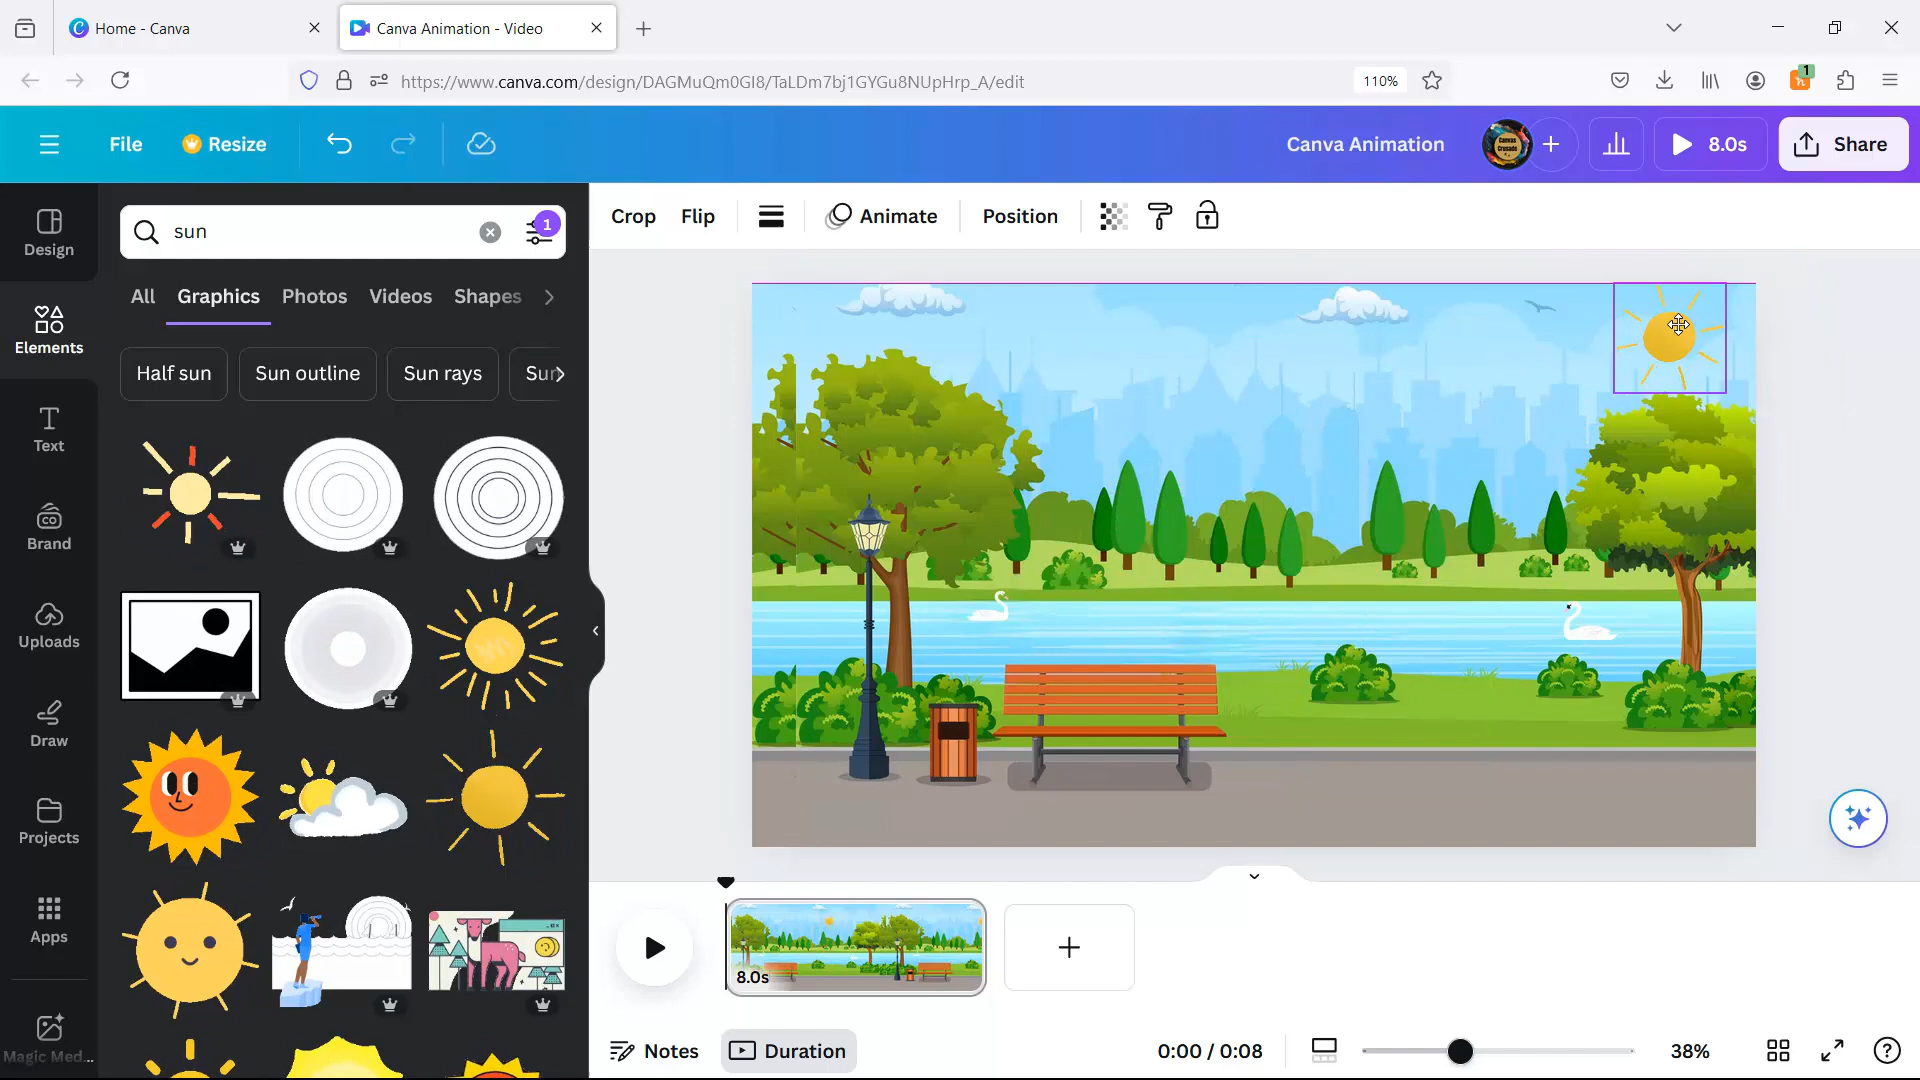 Home - Canva
Canva Animation - Video
https://www.canva.com/design/DAGMuQm0GI8/TaLDm7bj1GYGu8NUpHrp_A/edit
110%
1
File
Resize
Canva Animation
8.0s
Share
Design
Elements
Text
Brand
Uploads
Draw
Projects
Apps
Magic Med...
sun
1
All
Graphics
Photos
Videos
Shapes
Half sun
Sun outline
Sun rays
Sun
Crop
Flip
Animate
Position
8.0s
Notes
Duration
0:00 / 0:08
38%